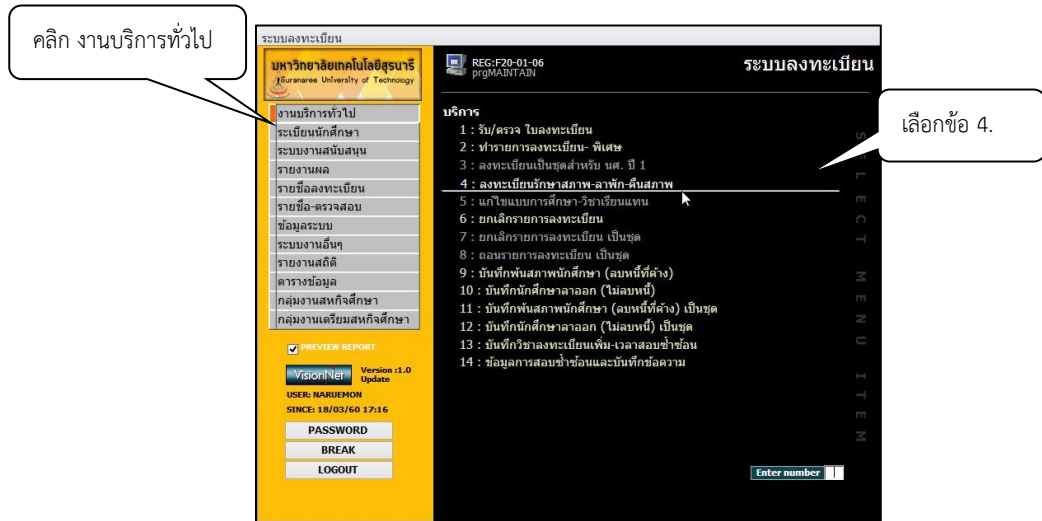 คลิก งานบริการทั่วไป
ระบบลงทะเบียน
มหาวิทยาลัยเทคโนโลยีสุรนารี
Suranaree University of Technology
REG:F20-01-06
prgMAINTAIN
ระบบลงทะเบียน
งานบริการทั่วไป
ระเบียนนักศึกษา
ระบบงานสนับสนุน
รายงานผล
รายชื่อลงทะเบียน
รายชื่อ-ตรวจสอบ
ข้อมูลระบบ
ระบบงานอื่นๆ
รายงานสถิติ
ตารางข้อมูล
กลุ่มงานสหกิจศึกษา
กลุ่มงานเตรียมสหกิจศึกษา
PREVIEW REPORT
VisionNet
Version :1.0
Update
USER: NARUEMON
SINCE: 18/03/60 17:16
PASSWORD
BREAK
LOGOUT
บริการ
1 : รับ/ตรวจ ใบลงทะเบียน
2 : ทำรายการลงทะเบียน- พิเศษ
3 : ลงทะเบียนเป็นชุดสำหรับ นศ. ปี 1
4 : ลงทะเบียนรักษาสภาพ-ลาพัก-คืนสภาพ
5 : แก้ไขแบบการศึกษา-วิชาเรียนแทน
6 : ยกเลิกรายการลงทะเบียน
7 : ยกเลิกรายการลงทะเบียน เป็นชุด
8 : ถอนรายการลงทะเบียน เป็นชุด
9 : บันทึกพ้นสภาพนักศึกษา (ลบหนี้ที่ค้าง)
10 : บันทึกนักศึกษาลาออก (ไม่ลบหนี้)
11 : บันทึกพ้นสภาพนักศึกษา (ลบหนี้ที่ค้าง) เป็นชุด
12 : บันทึกนักศึกษาลาออก (ไม่ลบหนี้) เป็นชุด
13 : บันทึกวิชาลงทะเบียนเพิ่ม-เวลาสอบซ้ำซ้อน
14 : ข้อมูลการสอบซ้ำซ้อนและบันทึกข้อความ
เลือกข้อ 4.
SELECT MENU ITEM
Enter number